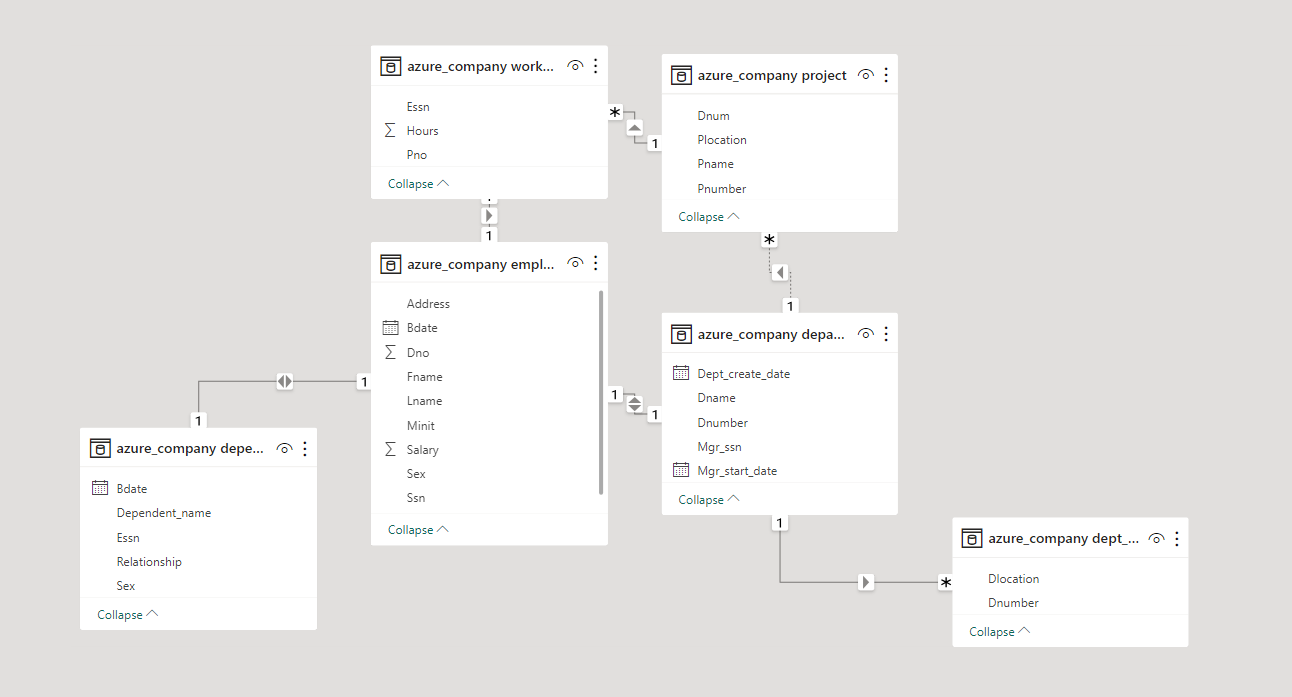 azure_company work...
Essn
Hours
Pno
Collapse
azure_company project
Dnum
Plocation
Pname
Pnumber
Collapse
*
1
1
*
1
azure_company empl...
Address
Bdate
Dno
Fname
Lname
Minit
Salary
Sex
Ssn
Collapse
azure_company depa...
Dept_create_date
Dname
Dnumber
Mgr_ssn
Mgr_start_date
Collapse
1
1
1
1
azure_company depe...
Bdate
Dependent_name
Essn
Relationship
Sex
Collapse
1
*
azure_company dept_...
Dlocation
Dnumber
Collapse